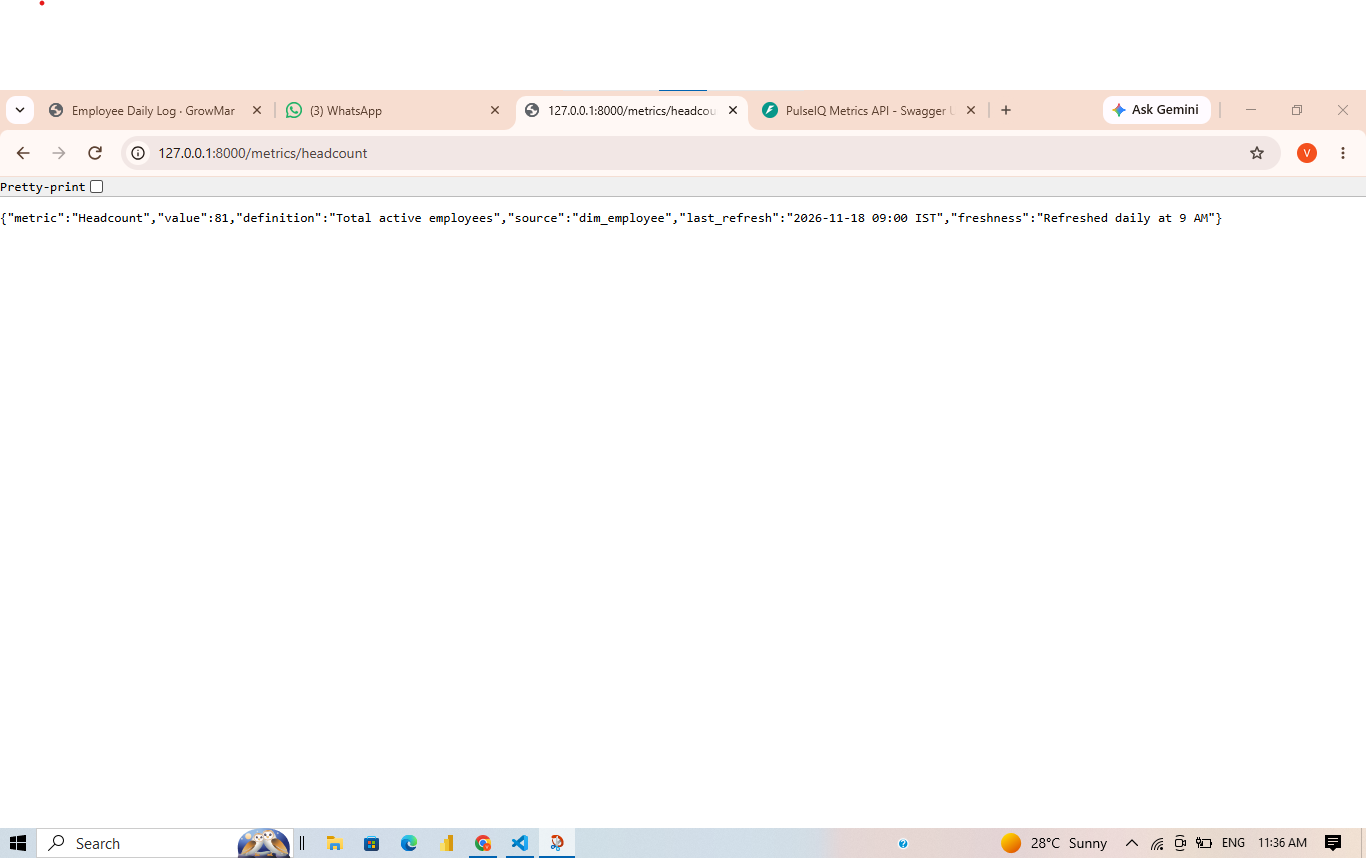 Employee Daily Log · GrowMar
(3) WhatsApp
127.0.0.1:8000/metrics/headcou
PulseIQ Metrics API - Swagger U
Ask Gemini
127.0.0.1:8000/metrics/headcount
V
Pretty-print
{"metric":"Headcount","value":81,"definition":"Total active employees","source":"dim_employee","last_refresh":"2026-11-18 09:00 IST","freshness":"Refreshed daily at 9 AM"}
Search
28°C Sunny
ENG
11:36 AM